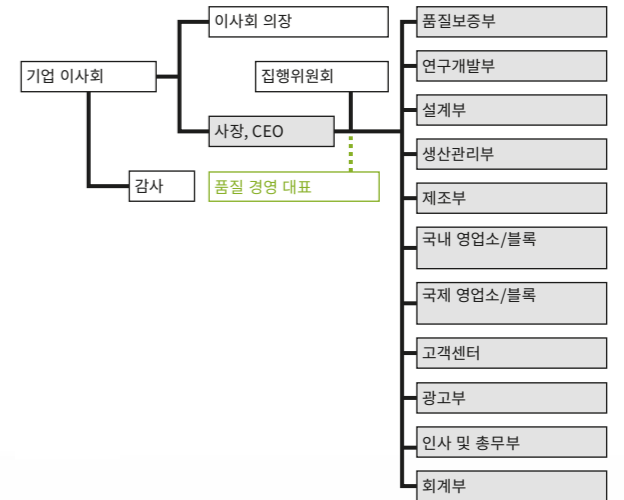 기업 이사회
이사회 의장
집행위원회
사장, CEO
감사
품질 경영 대표
품질보증부
연구개발부
설계부
생산관리부
제조부
국내 영업소/블록
국제 영업소/블록
고객센터
광고부
인사 및 총무부
회계부